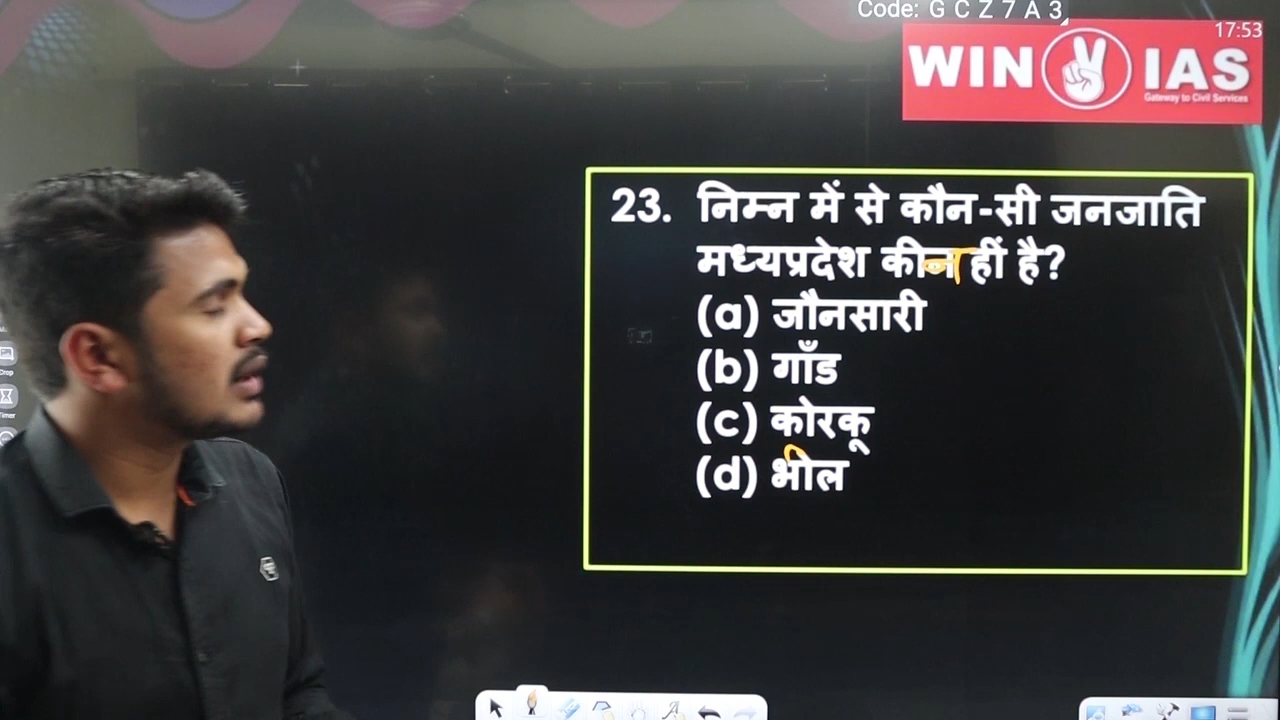 Code: G C Z 7 A 3
17:53
WIN IAS
Gateway to Civil Services
23. निम्न में से कौन-सी जनजाति
मध्यप्रदेश की नहीं है?
(a) जौनसारी
(b) गाँड
(c) कोरकू
(d) भील